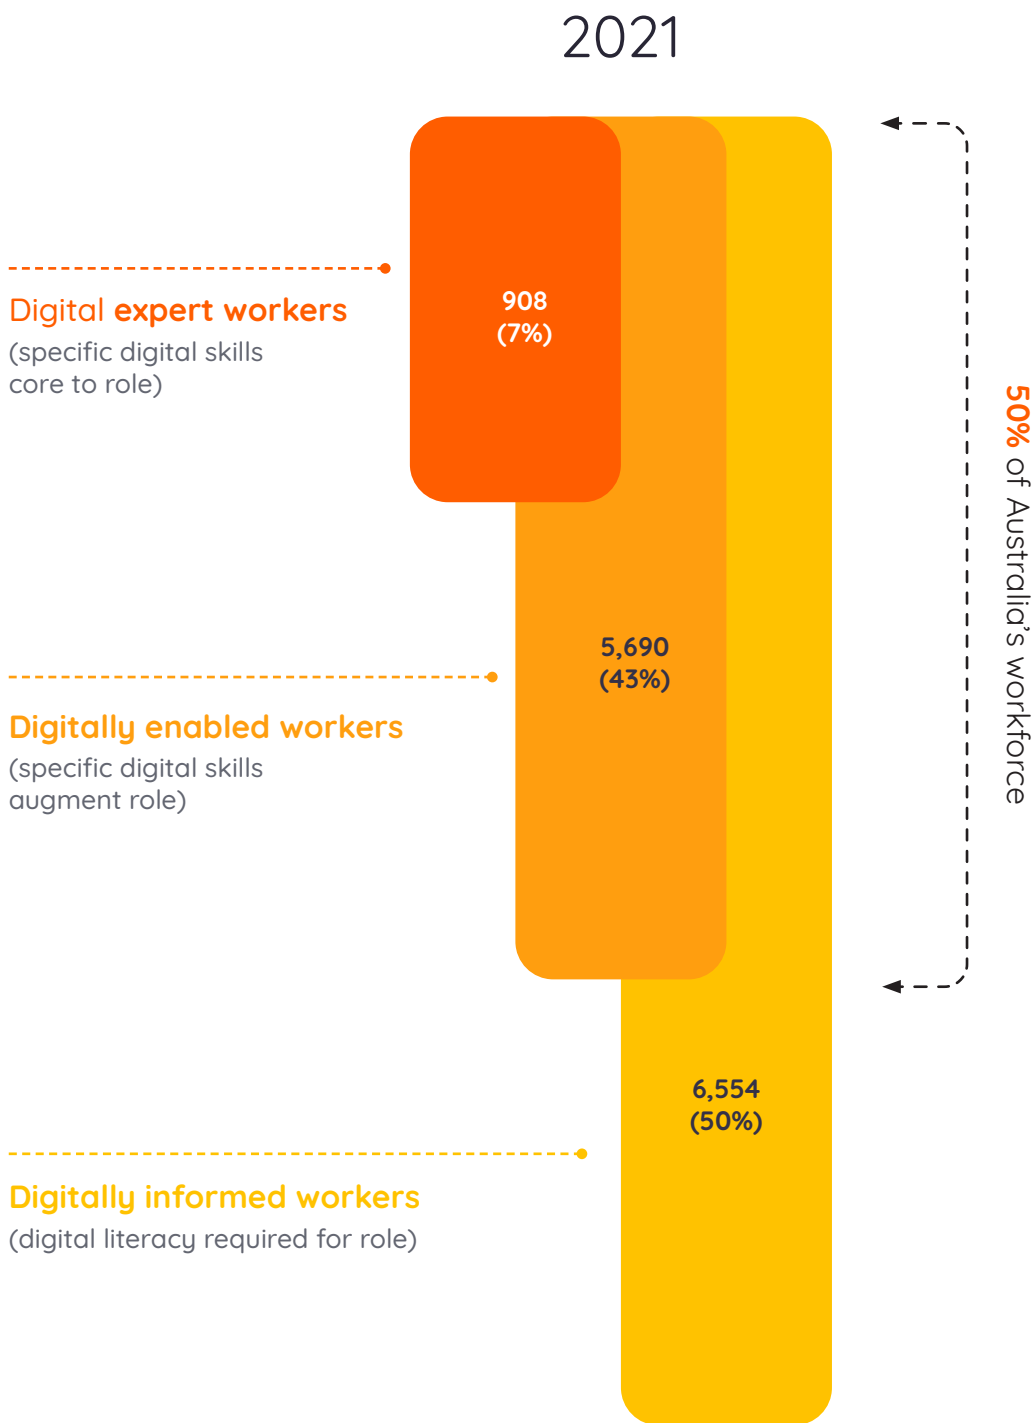 2021
908
(7%)
Digital expert workers
(specific digital skills
core to role)
50% of Australia's workforce
5,690
(43%)
Digitally enabled workers
(specific digital skills
augment role)
6,554
(50%)
Digitally informed workers
(digital literacy required for role)